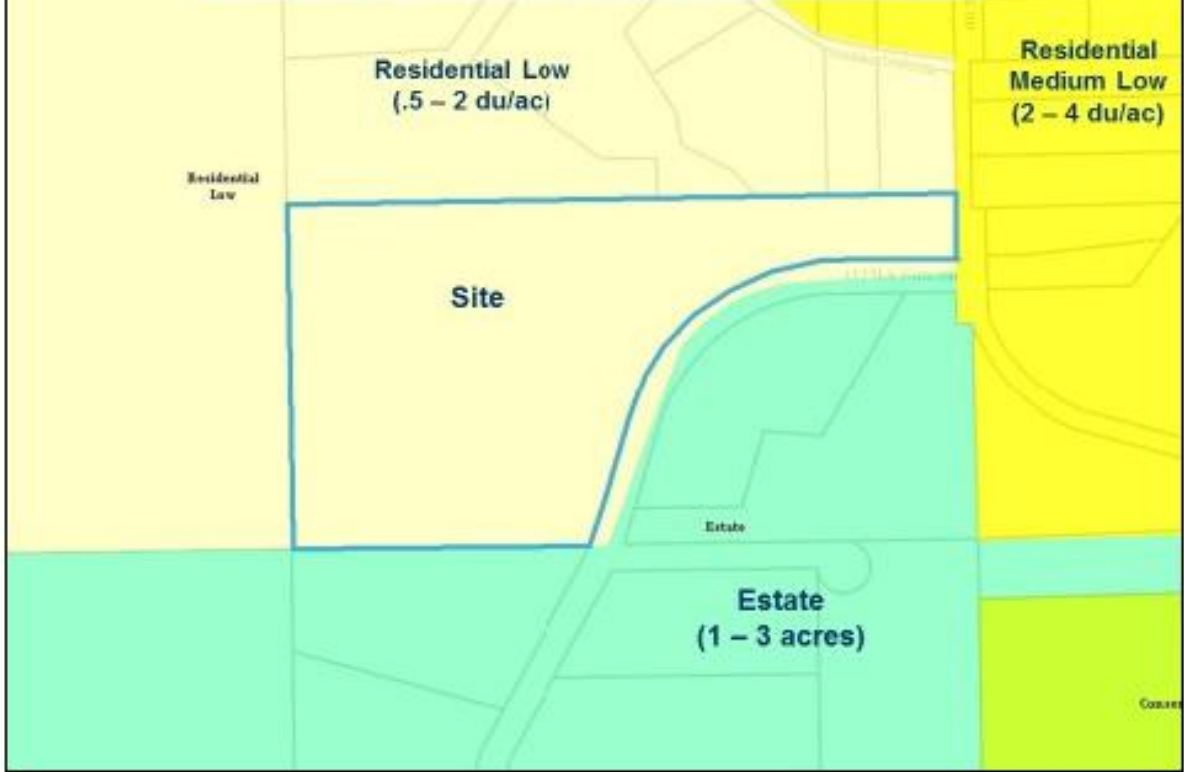 Residential Low
(.5 – 2 du/ac)
Residential
Medium Low
(2 – 4 du/ac)
Residential
Low
Site
Estate
Estate
(1 – 3 acres)